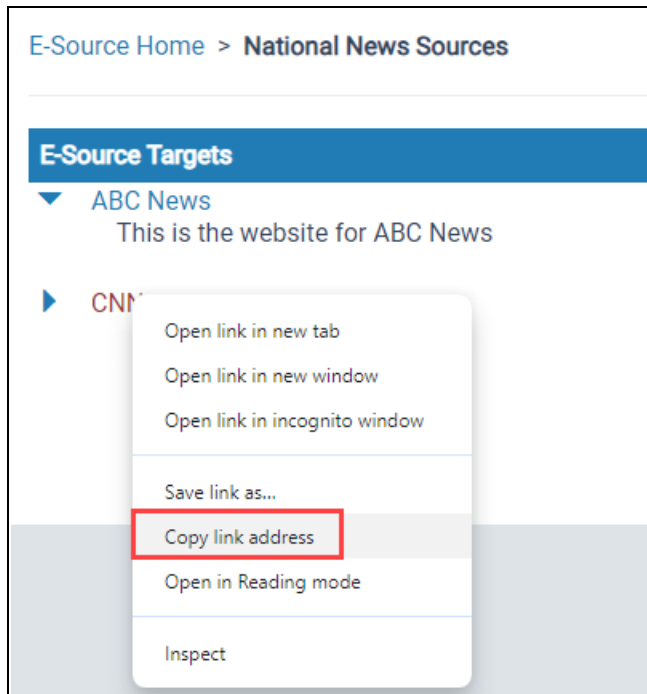 E-Source Home > National News Sources
E-Source Targets
ABC News
This is the website for ABC News
CNN
Open link in new tab
Open link in new window
Open link in incognito window
Save link as...
Copy link address
Open in Reading mode
Inspect